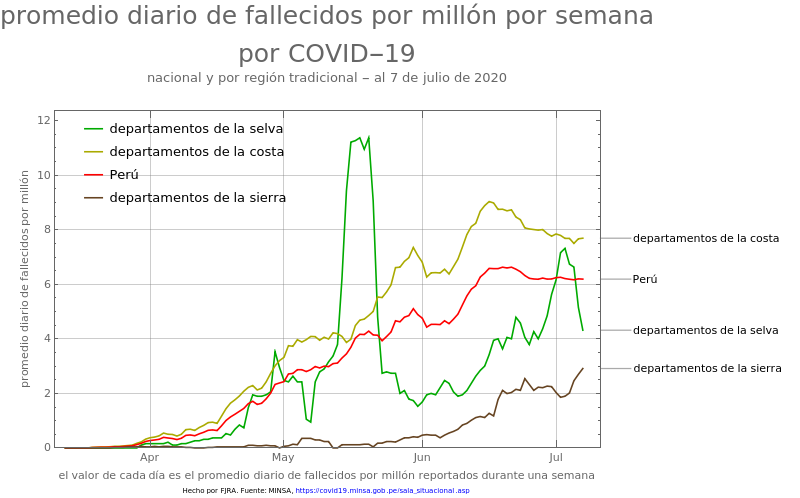 promedio diario de fallecidos por millón por semana
por COVID−19
nacional y por región tradicional − al 7 de julio de 2020
promedio diario de fallecidos por millón
12
10
8
6
4
2
0
departamentos de la selva
departamentos de la costa
Perú
departamentos de la sierra
departamentos de la costa
Perú
departamentos de la selva
departamentos de la sierra
Apr May Jun Jul
el valor de cada día es el promedio diario de fallecidos por millón reportados durante una semana
Hecho por FJRA. Fuente: MINSA, https://covid19.minsa.gob.pe/sala_situacional.asp